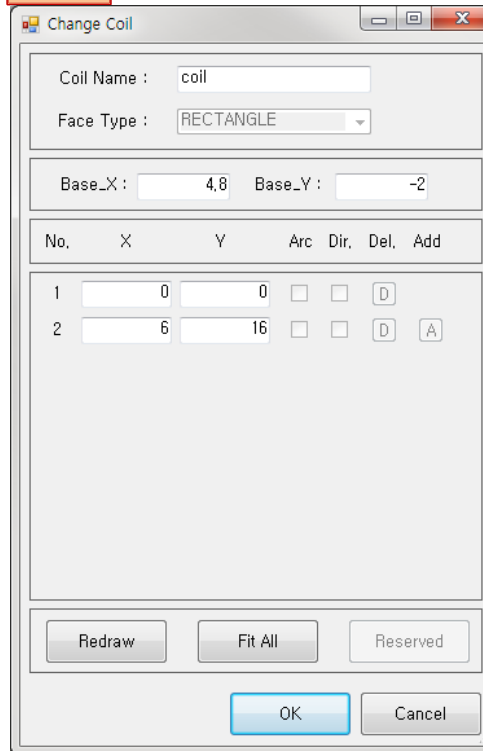 Change Coil
Coil Name : coil
Face Type : RECTANGLE
Base_X : 4.8 Base_Y : -2
No. X Y Arc Dir. Del. Add
1 0 0 D
2 6 16 D A
Redraw Fit All Reserved
OK Cancel